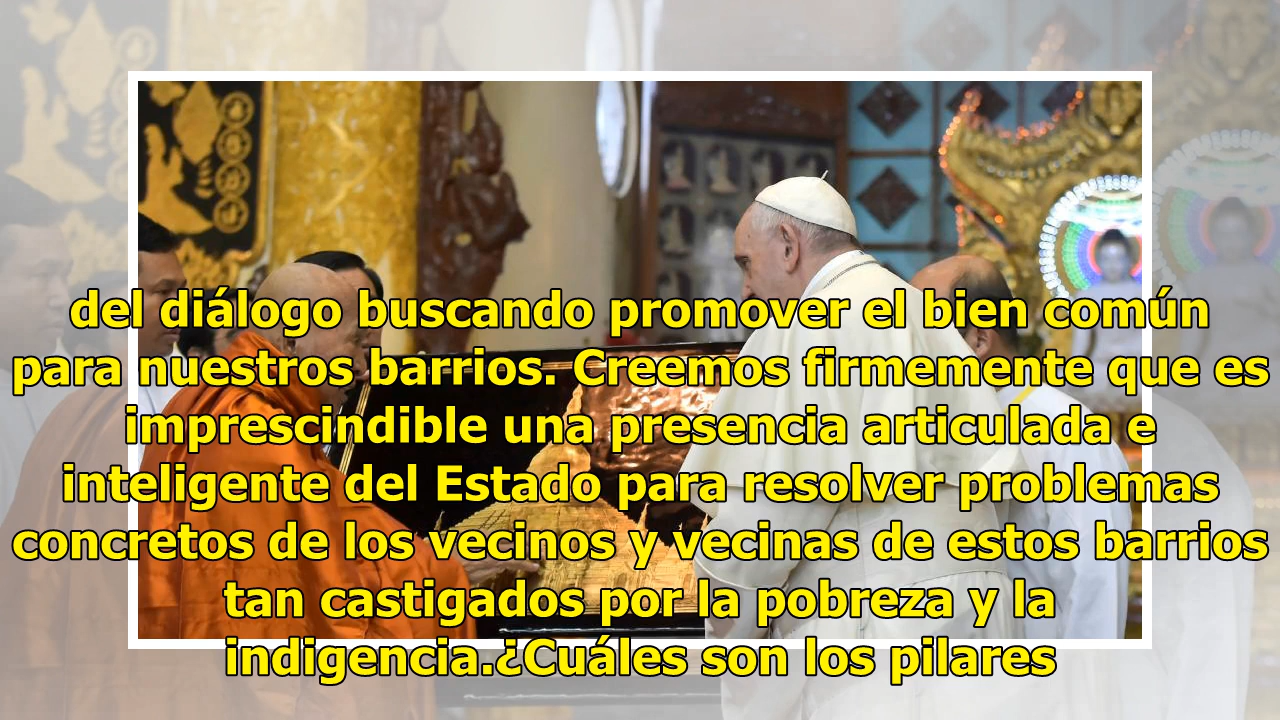 del diálogo buscando promover el bien común
para nuestros barrios. Creemos firmemente que es
imprescindible una presencia articulada e
inteligente del Estado para resolver problemas
concretos de los vecinos y vecinas de estos barrios
tan castigados por la pobreza y la
indigencia.¿Cuáles son los pilares